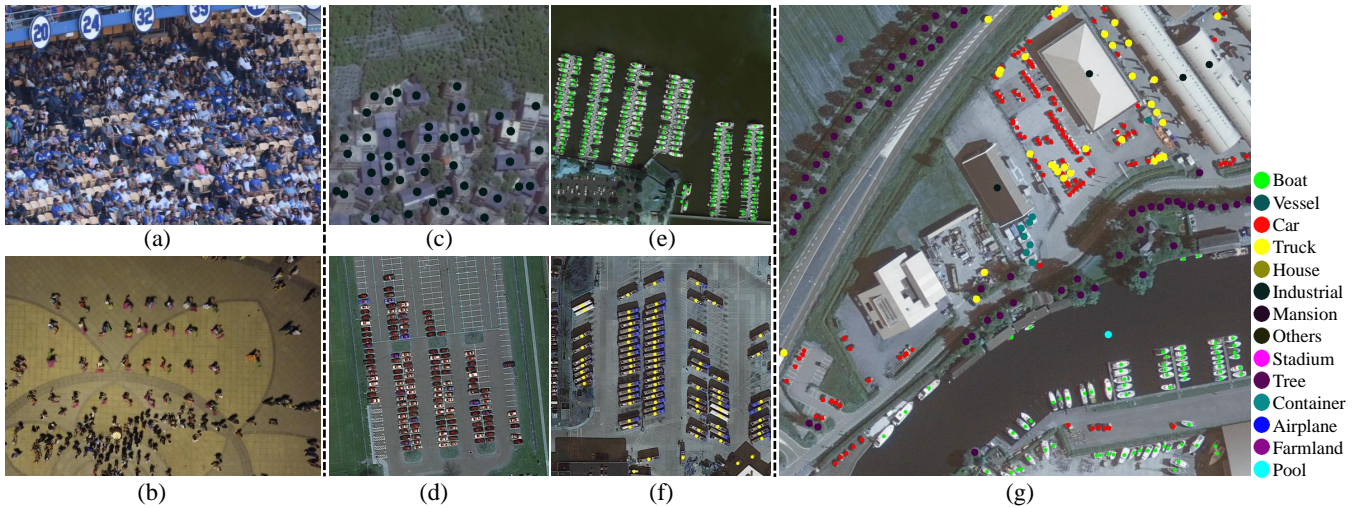 20 24 32 39
(a)
(c)
(e)
(b)
(d)
(f)
(g)
Boat
Vessel
Car
Truck
House
Industrial
Mansion
Others
Stadium
Tree
Container
Airplane
Farmland
Pool